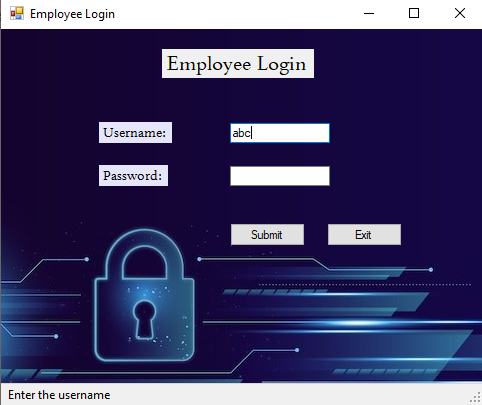 Employee Login
Employee Login
Username: abc
Password:
Submit Exit
Enter the username